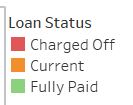 Loan Status
Charged Off
Current
Fully Paid